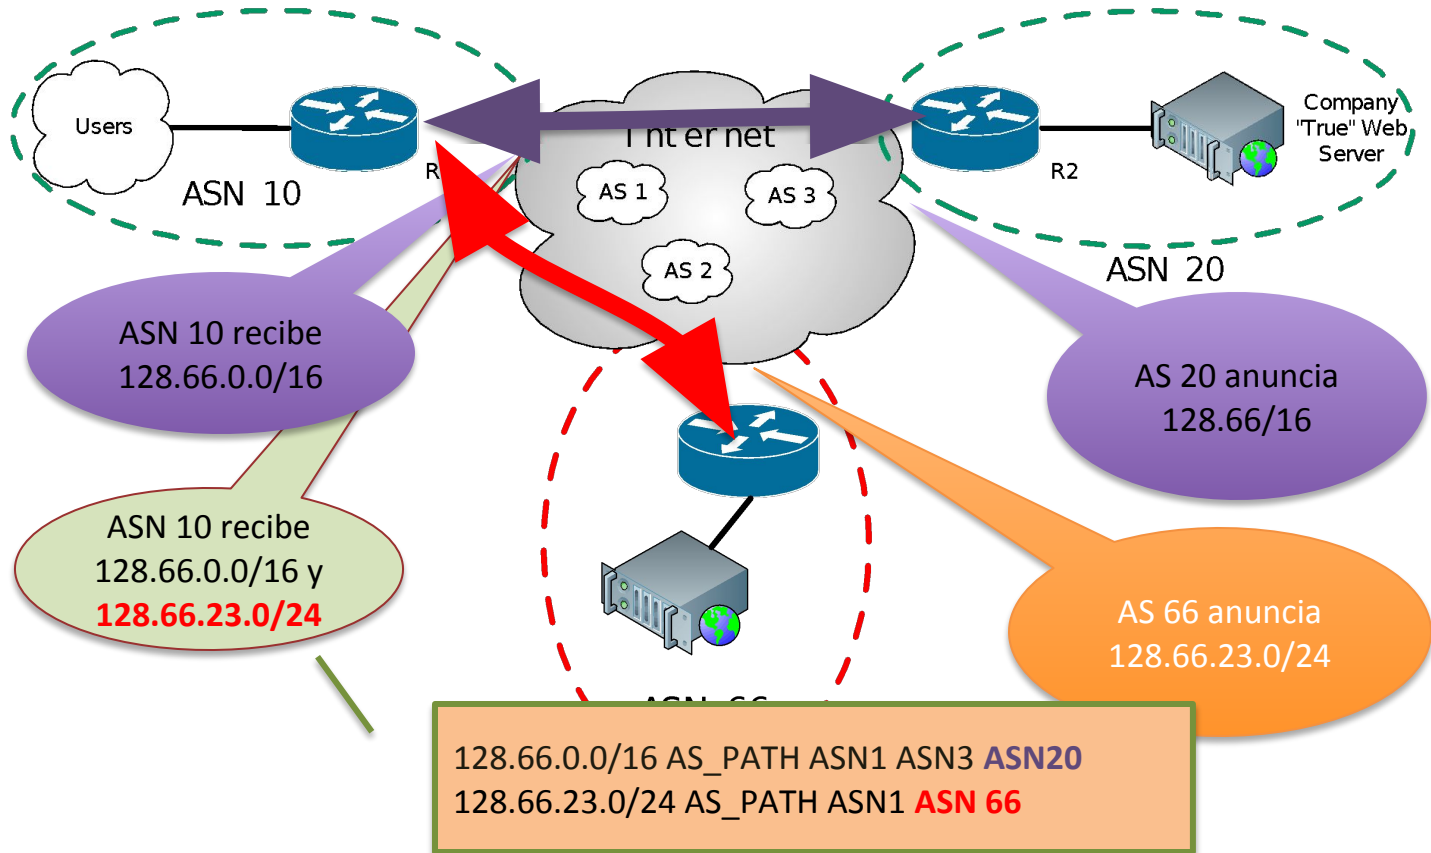 Users
ASN 10
R
Internet
AS 1
AS 3
AS 2
R2
Company
"True" Web
Server
ASN 20
ASN 10 recibe
128.66.0.0/16
AS 20 anuncia
128.66/16
ASN 10 recibe
128.66.0.0/16 y
128.66.23.0/24
AS 66 anuncia
128.66.23.0/24
ASN 66
128.66.0.0/16 AS_PATH ASN1 ASN3 ASN20
128.66.23.0/24 AS_PATH ASN1 ASN 66